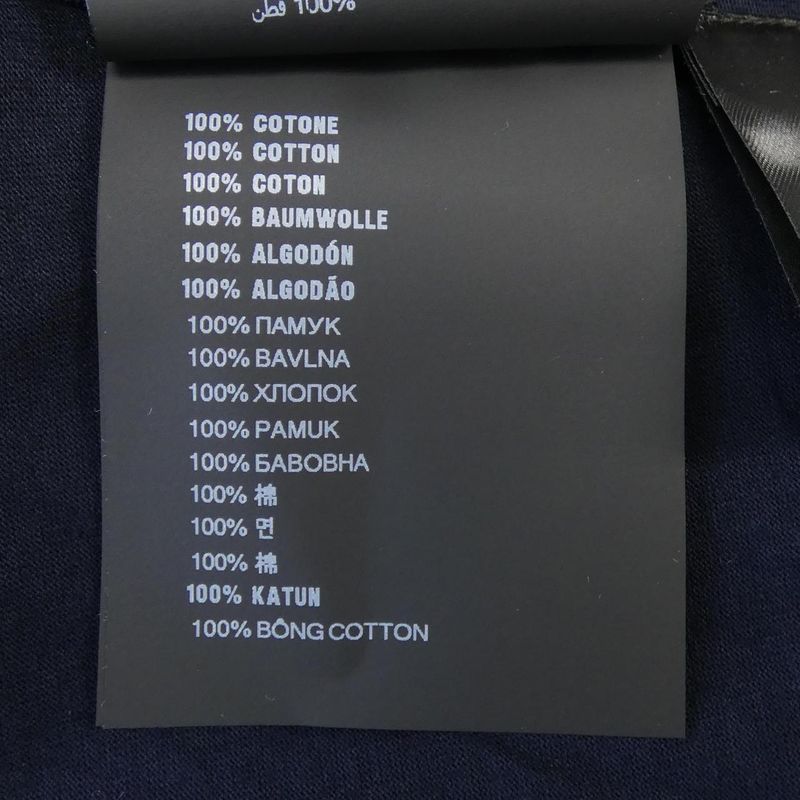 100% قطن
100% COTONE
100% COTTON
100% COTON
100% BAUMWOLLE
100% ALGODÓN
100% ALGODÃO
100% ПАМУК
100% BAVLNA
100% ХЛОПОК
100% PAMUK
100% БАВОВНА
100% 棉
100% 면
100% 棉
100% KATUN
100% BÔNG COTTON